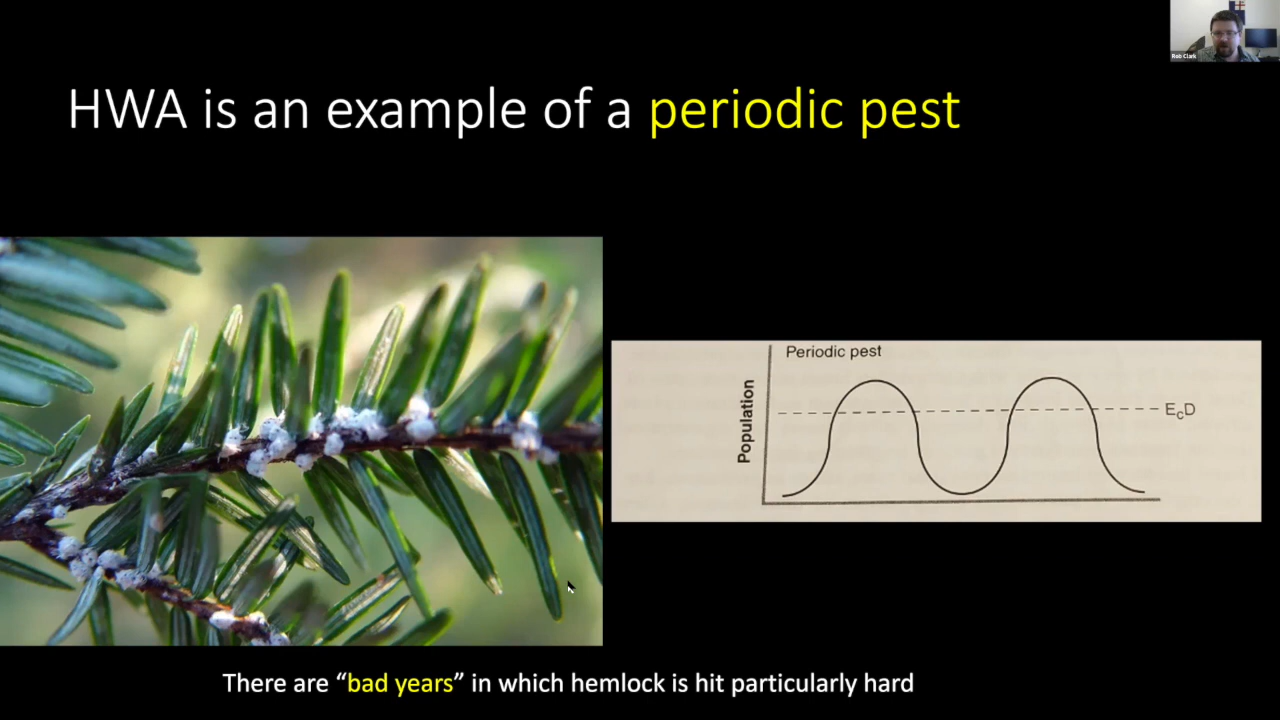 Rob Clark
HWA is an example of a periodic pest
Periodic pest
Population
EcD
There are “bad years” in which hemlock is hit particularly hard